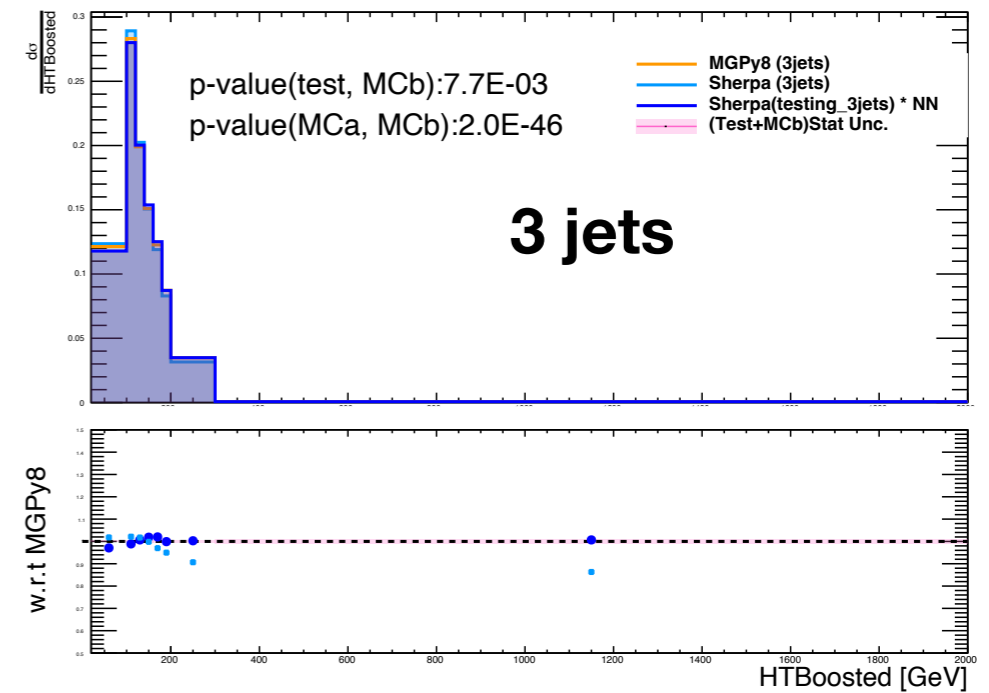 dσ
dHTBoosted
0.3
0.25
0.2
0.15
0.1
0.05
0
p-value(test, MCb):7.7E-03
p-value(MCa, MCb):2.0E-46
MGPy8 (3jets)
Sherpa (3jets)
Sherpa(testing_3jets) * NN
(Test+MCb)Stat Unc.
3 jets
w.r.t MGPy8
1.5
1.4
1.3
1.2
1.1
1
0.9
0.8
0.7
0.6
0.5
200 400 600 800 1000 1200 1400 1600 1800 2000
HTBoosted [GeV]